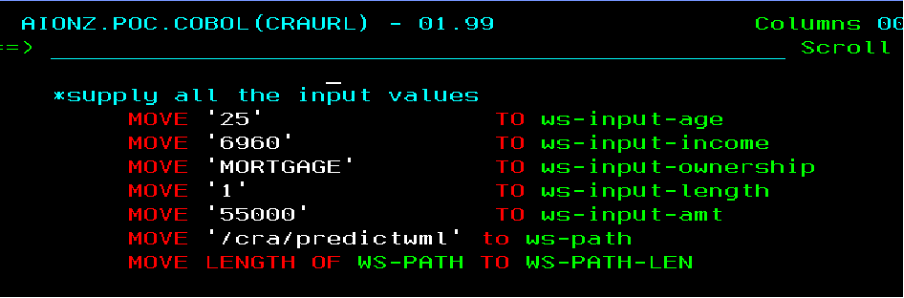 AIONZ.POC.COBOL(CRAURL) - 01.99 Columns 00
==> Scroll
*supply all the input values
MOVE '25' TO ws-input-age
MOVE '6960' TO ws-input-income
MOVE 'MORTGAGE' TO ws-input-ownership
MOVE '1' TO ws-input-length
MOVE '55000' TO ws-input-amt
MOVE '/cra/predictwml' to ws-path
MOVE LENGTH OF WS-PATH TO WS-PATH-LEN